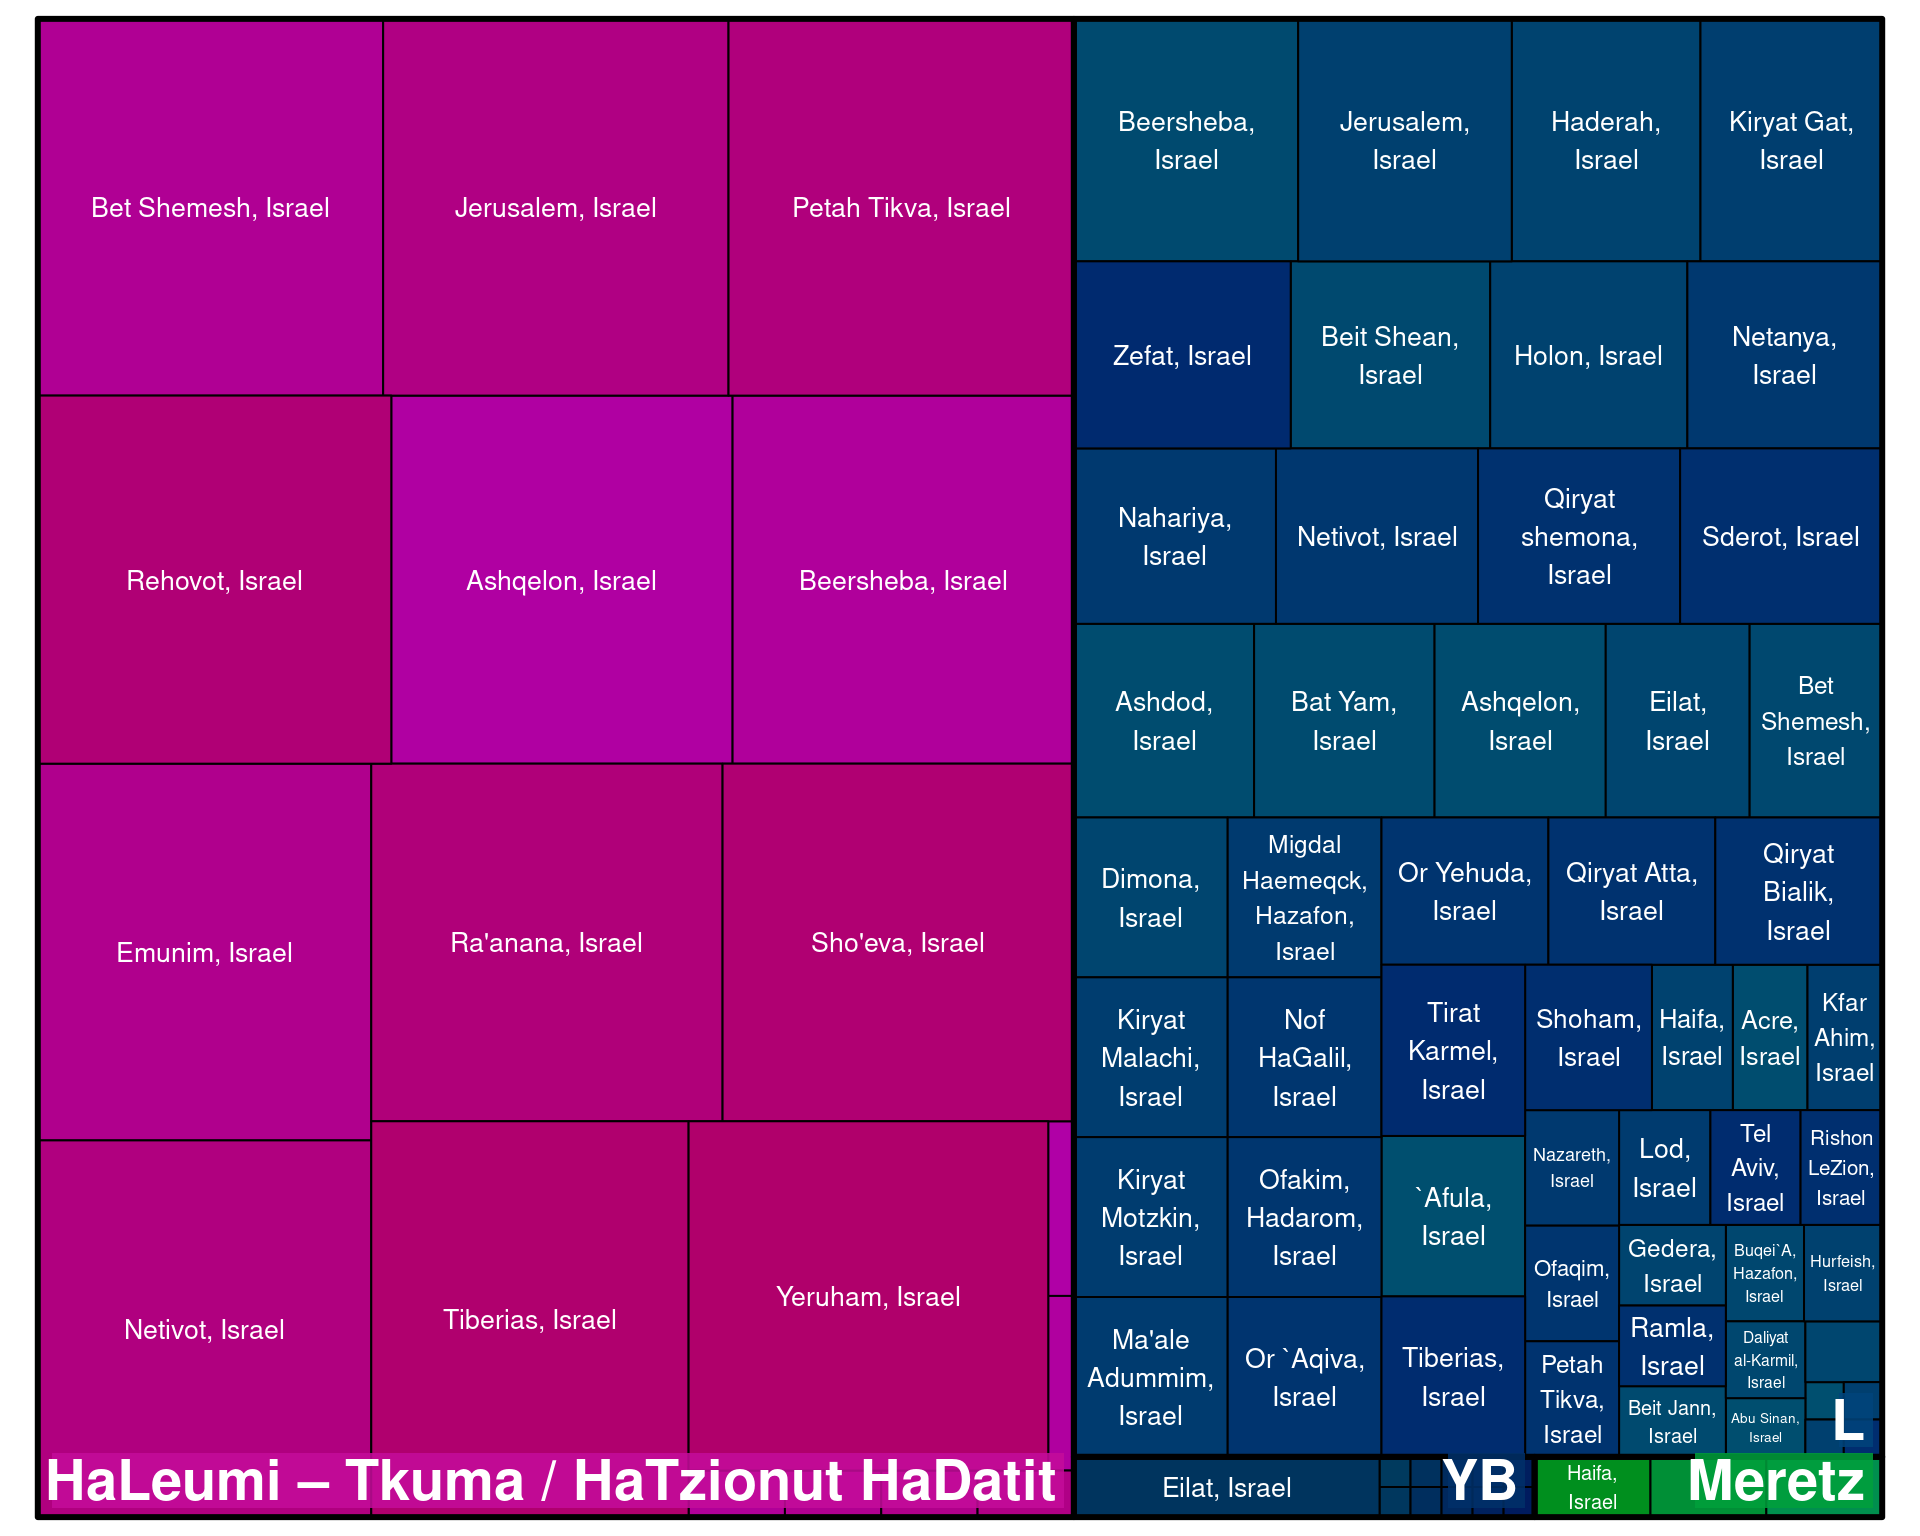 Bet Shemesh, Israel
Jerusalem, Israel
Petah Tikva, Israel
Rehovot, Israel
Ashqelon, Israel
Beersheba, Israel
Emunim, Israel
Ra'anana, Israel
Sho'eva, Israel
Netivot, Israel
Tiberias, Israel
Yeruham, Israel
HaLeumi – Tkuma / HaTzionut HaDatit
Beersheba,
Israel
Jerusalem,
Israel
Haderah,
Israel
Kiryat Gat,
Israel
Zefat, Israel
Beit Shean,
Israel
Holon, Israel
Netanya,
Israel
Nahariya,
Israel
Netivot, Israel
Qiryat
shemona,
Israel
Sderot, Israel
Ashdod,
Israel
Bat Yam,
Israel
Ashqelon,
Israel
Eilat,
Israel
Bet
Shemesh,
Israel
Dimona,
Israel
Migdal
Haemeqck,
Hazafon,
Israel
Or Yehuda,
Israel
Qiryat Atta,
Israel
Qiryat
Bialik,
Israel
Kiryat
Malachi,
Israel
Nof
HaGalil,
Israel
Tirat
Karmel,
Israel
Shoham,
Israel
Haifa,
Israel
Acre,
Israel
Kfar
Ahim,
Israel
Kiryat
Motzkin,
Israel
Ofakim,
Hadarom,
Israel
`Afula,
Israel
Nazareth,
Israel
Lod,
Israel
Tel
Aviv,
Israel
Rishon
LeZion,
Israel
Ofaqim,
Israel
Gedera,
Israel
Buqei`A,
Hazafon,
Israel
Hurfeish,
Israel
Ma'ale
Adummim,
Israel
Or `Aqiva,
Israel
Tiberias,
Israel
Petah
Tikva,
Israel
Ramla,
Israel
Daliyat
al-Karmil,
Israel
Beit Jann,
Israel
Abu Sinan,
Israel
L
Eilat, Israel
YB
Haifa,
Israel
Meretz